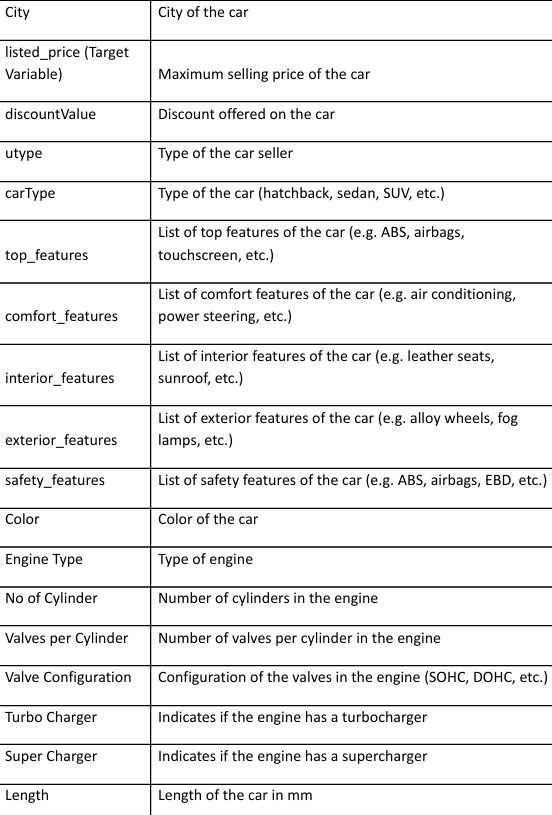 City
City of the car
listed_price (Target
Variable)
Maximum selling price of the car
discountValue
Discount offered on the car
utype
Type of the car seller
carType
Type of the car (hatchback, sedan, SUV, etc.)
top_features
List of top features of the car (e.g. ABS, airbags,
touchscreen, etc.)
comfort_features
List of comfort features of the car (e.g. air conditioning,
power steering, etc.)
interior_features
List of interior features of the car (e.g. leather seats,
sunroof, etc.)
exterior_features
List of exterior features of the car (e.g. alloy wheels, fog
lamps, etc.)
safety_features
List of safety features of the car (e.g. ABS, airbags, EBD, etc.)
Color
Color of the car
Engine Type
Type of engine
No of Cylinder
Number of cylinders in the engine
Valves per Cylinder
Number of valves per cylinder in the engine
Valve Configuration
Configuration of the valves in the engine (SOHC, DOHC, etc.)
Turbo Charger
Indicates if the engine has a turbocharger
Super Charger
Indicates if the engine has a supercharger
Length
Length of the car in mm